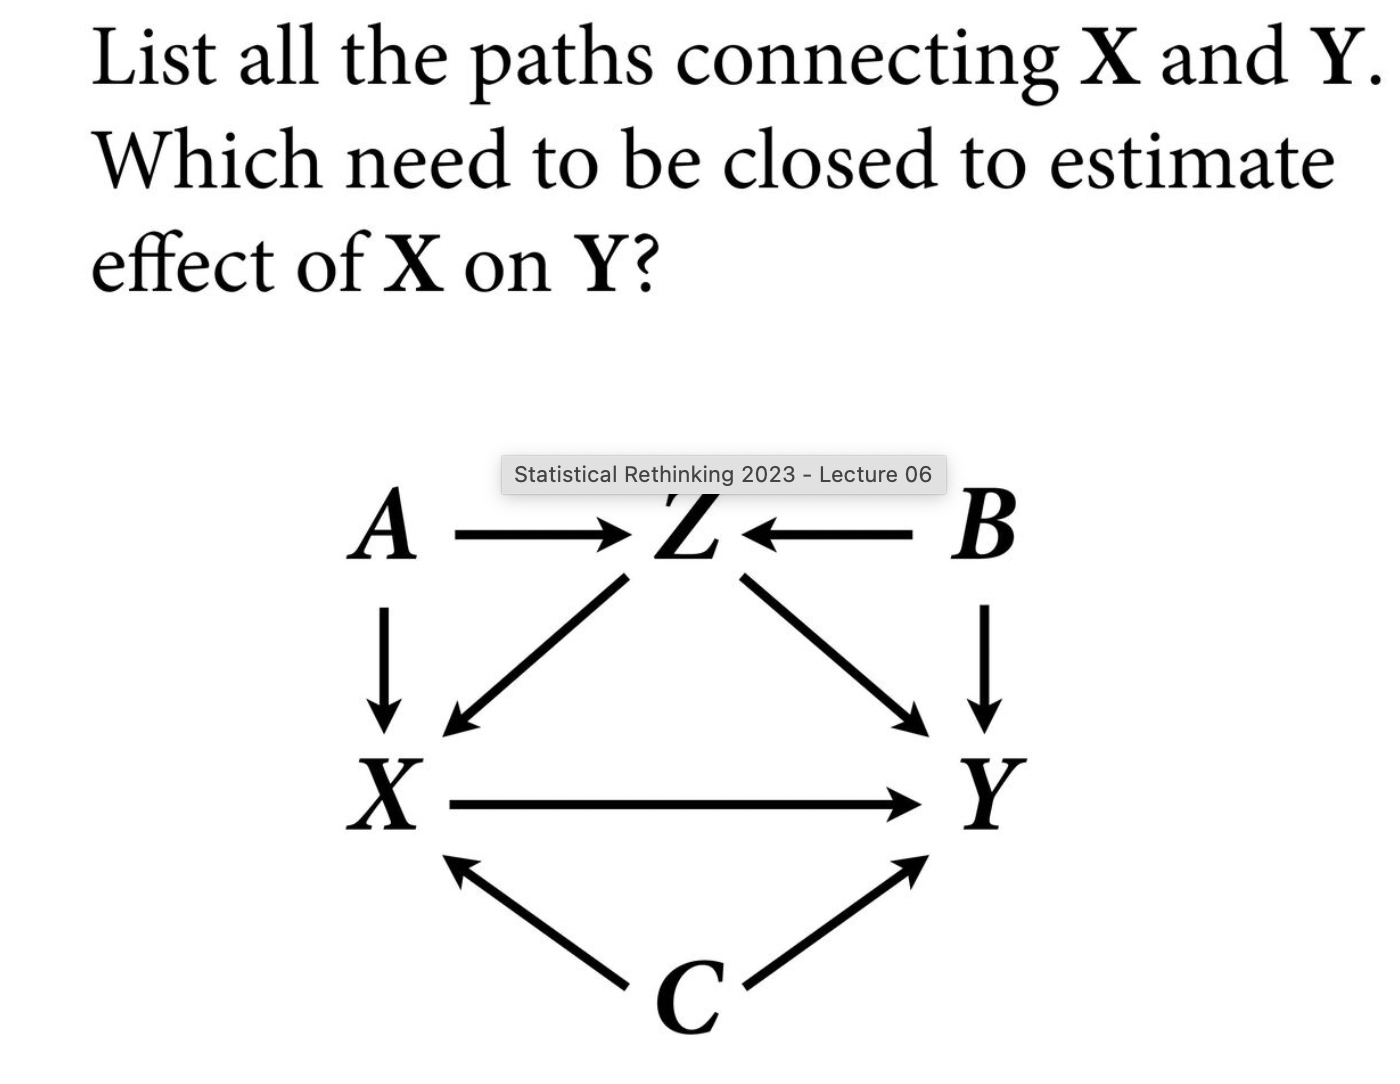 List all the paths connecting X and Y.
Which need to be closed to estimate
effect of X on Y?
Statistical Rethinking 2023 - Lecture 06
A Z B
X Y
C